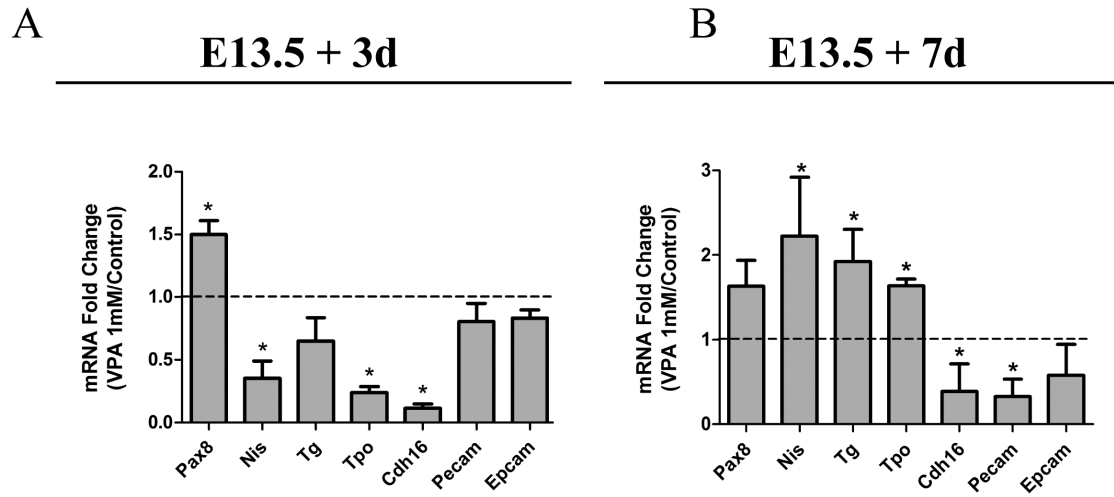 A
E13.5 + 3d
mRNA Fold Change
(VPA 1mM/Control)
2.0
1.5
1.0
0.5
0.0
*
*
*
*
Pax8
Nis
Tg
Tpo
Cdh16
Pecam
Epcam
B
E13.5 + 7d
mRNA Fold Change
(VPA 1mM/Control)
3
2
1
0
*
*
*
*
*
Pax8
Nis
Tg
Tpo
Cdh16
Pecam
Epcam